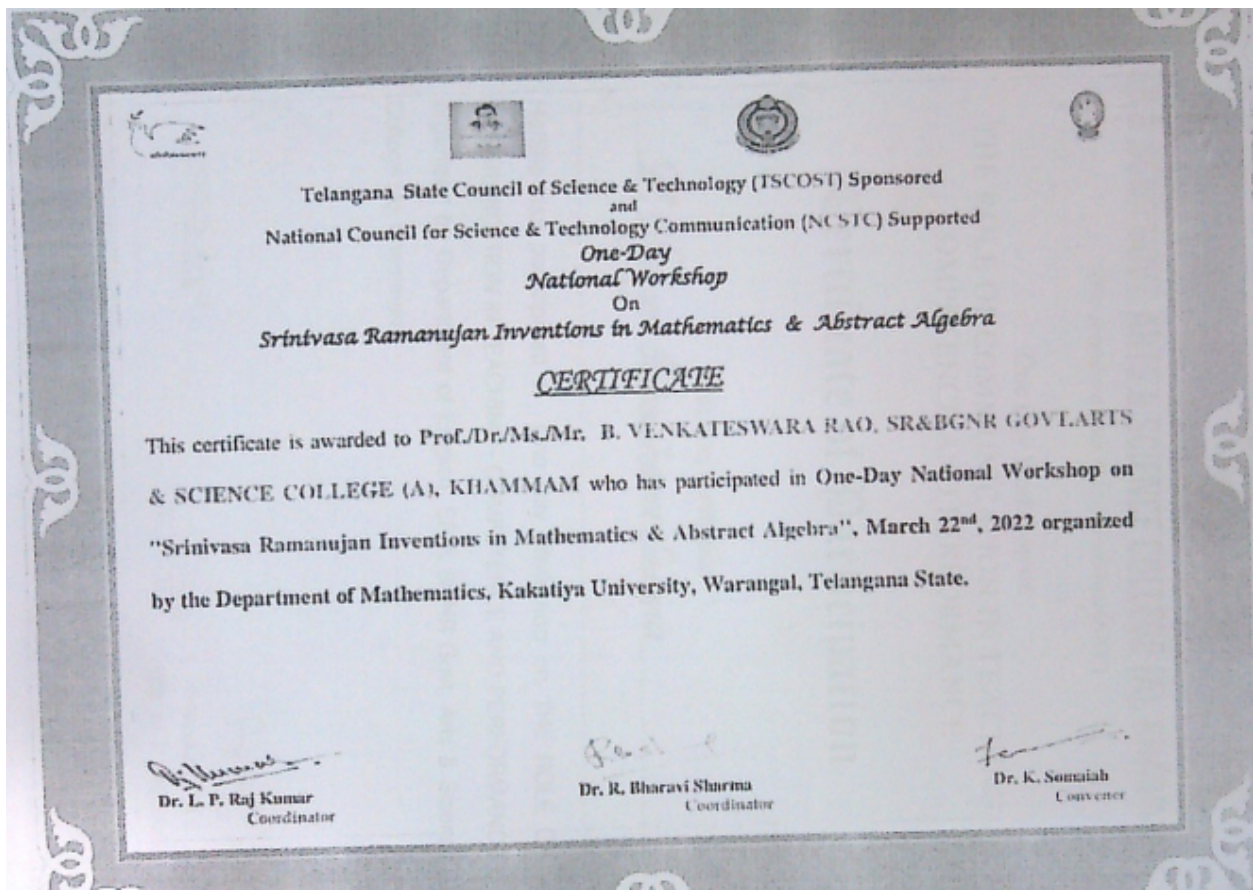 Telangana State Council of Science & Technology (TSCOST) Sponsored
and
National Council for Science & Technology Communication (NCSTC) Supported
One-Day
National Workshop
On
Srinivasa Ramanujan Inventions in Mathematics & Abstract Algebra
CERTIFICATE
This certificate is awarded to Prof./Dr./Ms./Mr. B. VENKATESWARA RAO, SR&BGNR GOVT.ARTS
& SCIENCE COLLEGE (A), KHAMMAM who has participated in One-Day National Workshop on
"Srinivasa Ramanujan Inventions in Mathematics & Abstract Algebra", March 22nd, 2022 organized
by the Department of Mathematics, Kakatiya University, Warangal, Telangana State.
Dr. L. P. Raj Kumar
Coordinator
Dr. R. Bharavi Sharma
Coordinator
Dr. K. Somaiah
Convener